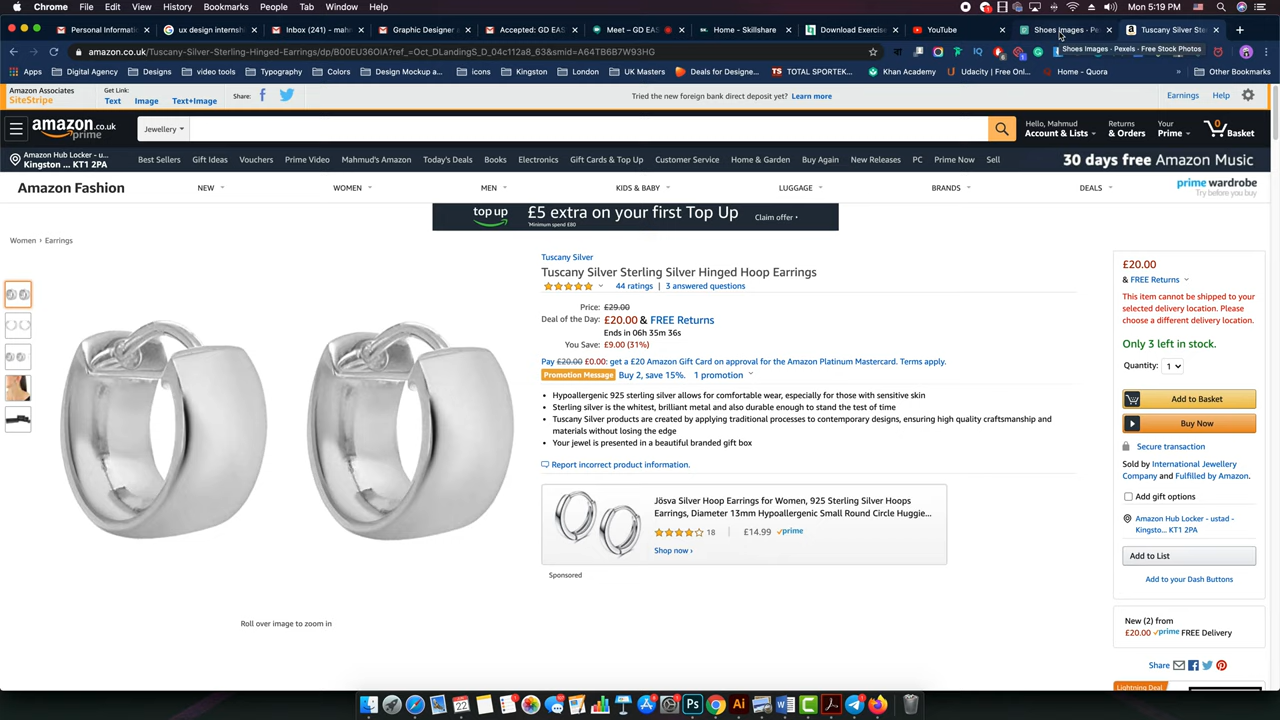 Chrome File Edit View History Bookmarks People Tab Window Help
Mon 22 5:19 PM
Personal Informa
ux design internsh
Inbox (241) - mahm
Graphic Designer
Accepted: GD EAS
Meet – GD EAS
Home - Skillshare
Download Exercise
YouTube
Shoes Images - Pe
Tuscany Silver Ste
amazon.co.uk/Tuscany-Silver-Sterling-Hinged-Earrings/dp/B00EU36OIA?ref_=Oct_DLandingS_D_04c112a8_63&smid=A64TB6B7W93HG
Shoes Images · Pexels · Free Stock Photos
Apps Digital Agency Designs video tools Typography Colors Design Mockup a... icons Kingston London UK Masters Deals for Designe... TOTAL SPORTEK... Khan Academy Udacity | Free Onl... Home - Quora » Other Bookmarks
Amazon Associates
SiteStripe
Get Link:
Text Image Text+Image
Share:
Tried the new foreign bank direct deposit yet? Learn more
Earnings Help
amazon.co.uk
prime
Jewellery
Hello, Mahmud
Account & Lists
Returns
& Orders
Your
Prime
0
Basket
Amazon Hub Locker - u...
Kingston ... KT1 2PA
Best Sellers Gift Ideas Vouchers Prime Video Mahmud's Amazon Today's Deals Books Electronics Gift Cards & Top Up Customer Service Home & Garden Buy Again New Releases PC Prime Now Sell
30 days free Amazon Music
Amazon Fashion NEW WOMEN MEN KIDS & BABY LUGGAGE BRANDS DEALS
prime wardrobe
Try before you buy
top up
£5 extra on your first Top Up
*Minimum spend £80
Claim offer ›
Women › Earrings
Tuscany Silver
Tuscany Silver Sterling Silver Hinged Hoop Earrings
44 ratings | 3 answered questions
Price: £29.00
Deal of the Day: £20.00 & FREE Returns
Ends in 06h 35m 36s
You Save: £9.00 (31%)
Pay £20.00 £0.00: get a £20 Amazon Gift Card on approval for the Amazon Platinum Mastercard. Terms apply.
Promotion Message Buy 2, save 15%. 1 promotion
• Hypoallergenic 925 sterling silver allows for comfortable wear, especially for those with sensitive skin
• Sterling silver is the whitest, brilliant metal and also durable enough to stand the test of time
• Tuscany Silver products are created by applying traditional processes to contemporary designs, ensuring high quality craftsmanship and
materials without losing the edge
• Your jewel is presented in a beautiful branded gift box
Report incorrect product information.
Jösva Silver Hoop Earrings for Women, 925 Sterling Silver Hoops
Earrings, Diameter 13mm Hypoallergenic Small Round Circle Huggie...
18 | £14.99 prime
Shop now ›
Sponsored
Roll over image to zoom in
£20.00
& FREE Returns
This item cannot be shipped to your
selected delivery location. Please
choose a different delivery location.
Only 3 left in stock.
Quantity: 1
Add to Basket
Buy Now
Secure transaction
Sold by International Jewellery
Company and Fulfilled by Amazon.
Add gift options
Amazon Hub Locker - ustad -
Kingsto... KT1 2PA
Add to List
Add to your Dash Buttons
New (2) from
£20.00 prime FREE Delivery
Share
Lightning Deal
22
Ps
Ai